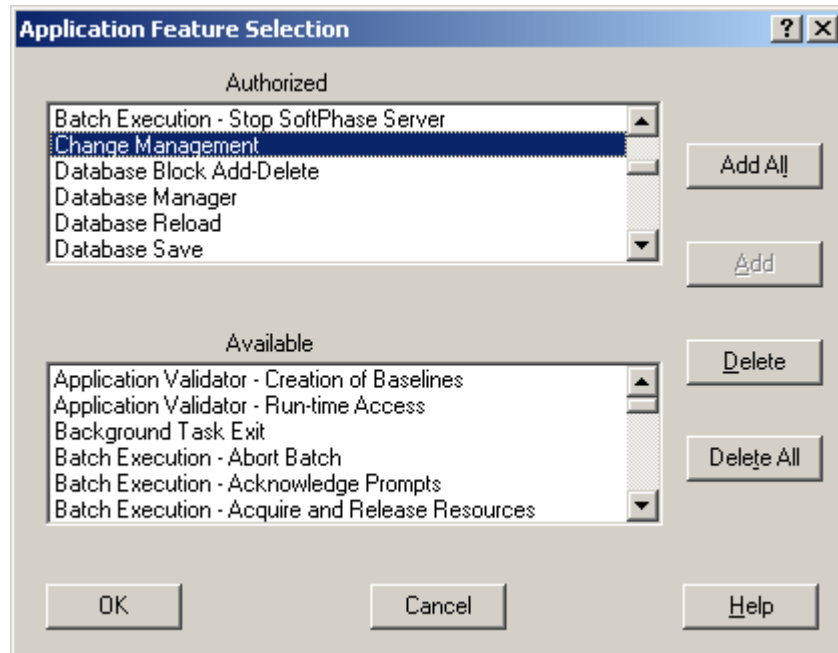 Application Feature Selection
Authorized
Batch Execution - Stop SoftPhase Server
Change Management
Database Block Add-Delete
Database Manager
Database Reload
Database Save
Add All
Add
Available
Application Validator - Creation of Baselines
Application Validator - Run-time Access
Background Task Exit
Batch Execution - Abort Batch
Batch Execution - Acknowledge Prompts
Batch Execution - Acquire and Release Resources
Delete
Delete All
OK
Cancel
Help